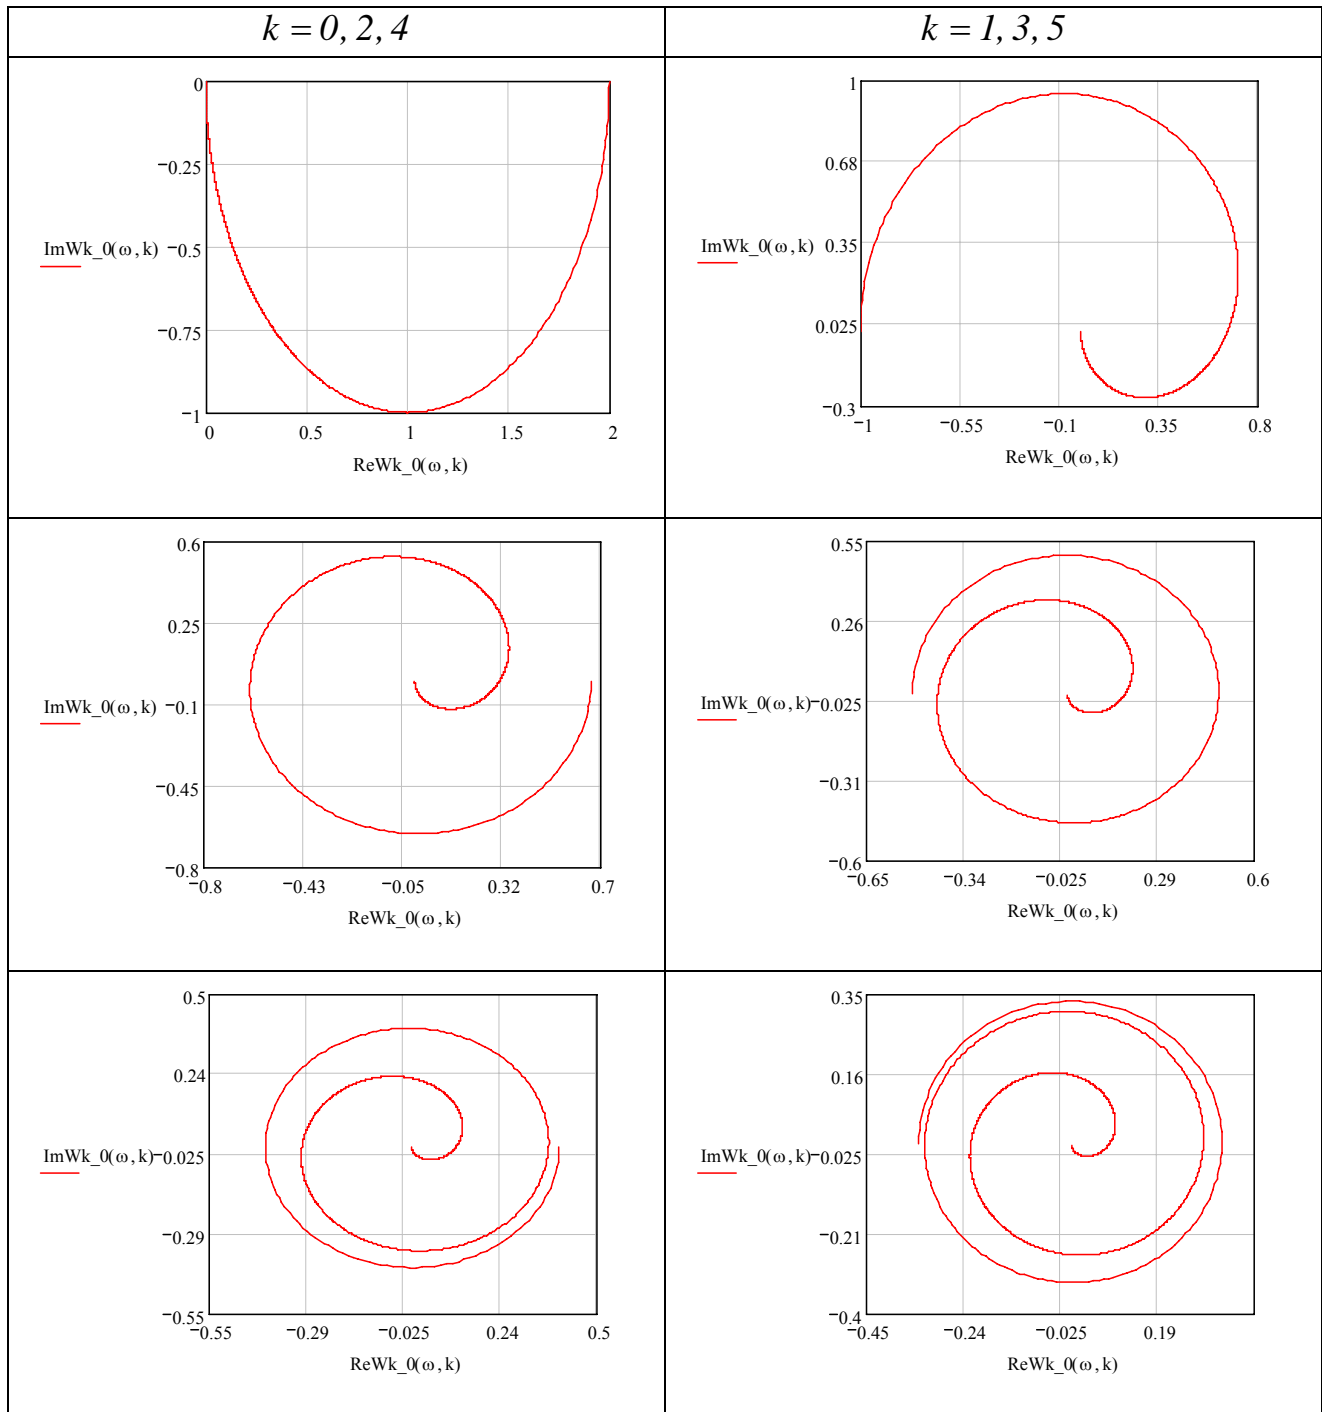 k = 0, 2, 4
k = 1, 3, 5
0
−0.25
ImWk_0(ω, k) −0.5
−0.75
−1
0 0.5 1 1.5 2
ReWk_0(ω, k)
1
0.68
ImWk_0(ω, k) 0.35
0.025
−0.3
−1 −0.55 −0.1 0.35 0.8
ReWk_0(ω, k)
0.6
0.25
ImWk_0(ω, k) −0.1
−0.45
−0.8
−0.8 −0.43 −0.05 0.32 0.7
ReWk_0(ω, k)
0.55
0.26
ImWk_0(ω, k) −0.025
−0.31
−0.6
−0.65 −0.34 −0.025 0.29 0.6
ReWk_0(ω, k)
0.5
0.24
ImWk_0(ω, k) −0.025
−0.29
−0.55
−0.55 −0.29 −0.025 0.24 0.5
ReWk_0(ω, k)
0.35
0.16
ImWk_0(ω, k) −0.025
−0.21
−0.4
−0.45 −0.24 −0.025 0.19
ReWk_0(ω, k)